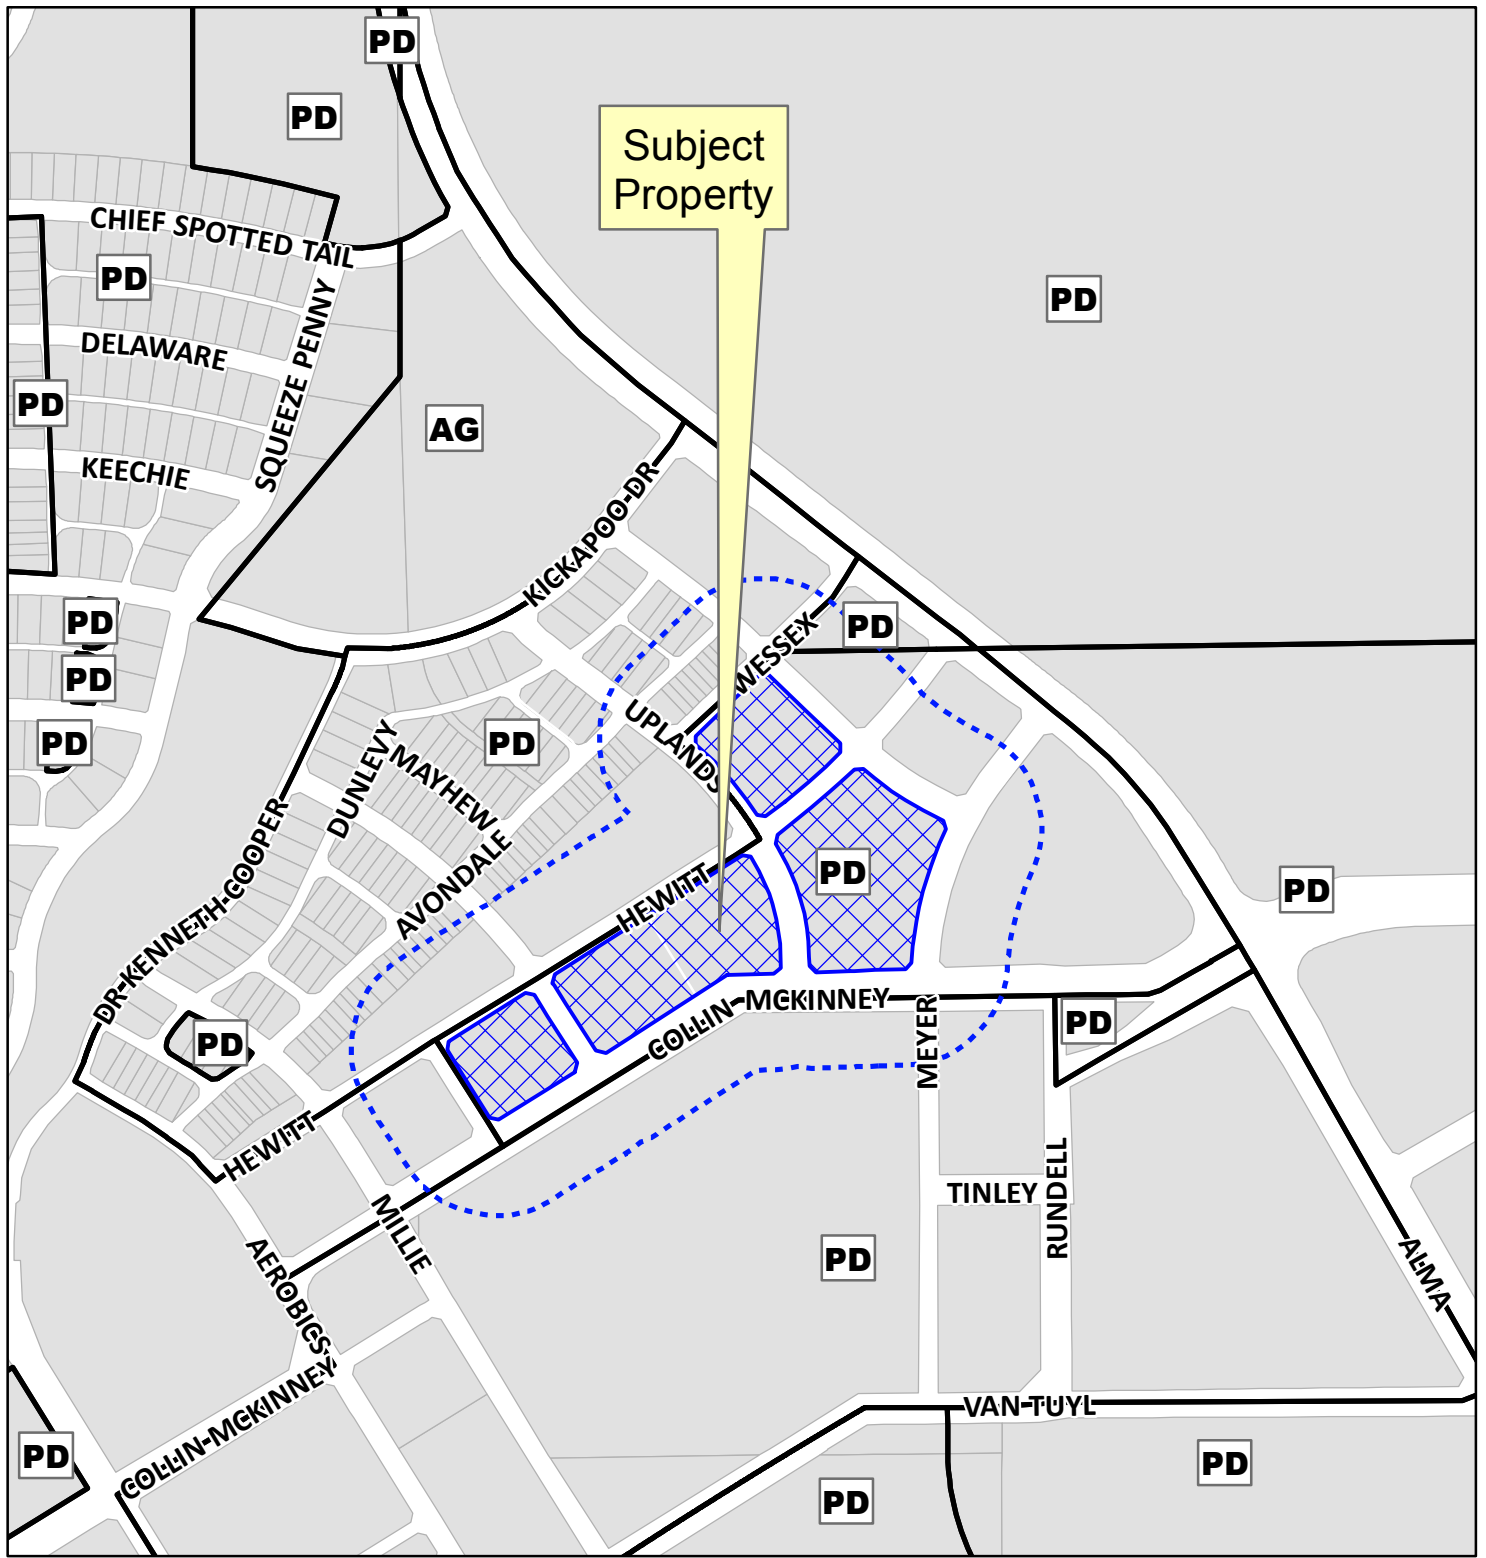 PD
PD
Subject
Property
CHIEF SPOTTED TAIL
PD
PD
SQUEEZE PENNY
DELAWARE
PD
AG
KEECHIE
KICKAPOO DR
PD
PD
WESSEX
PD
UPLANDS
PD
PD
DUNLEVY
MAYHEW
DR KENNETH COOPER
AVONDALE
HEWITT
PD
PD
COLLIN MCKINNEY
PD
PD
MEYER
HEWITT
TINLEY
RUNDELL
MILLIE
AEROBICS
PD
ALMA
COLLIN-MCKINNEY
VAN TUYL
PD
PD
PD